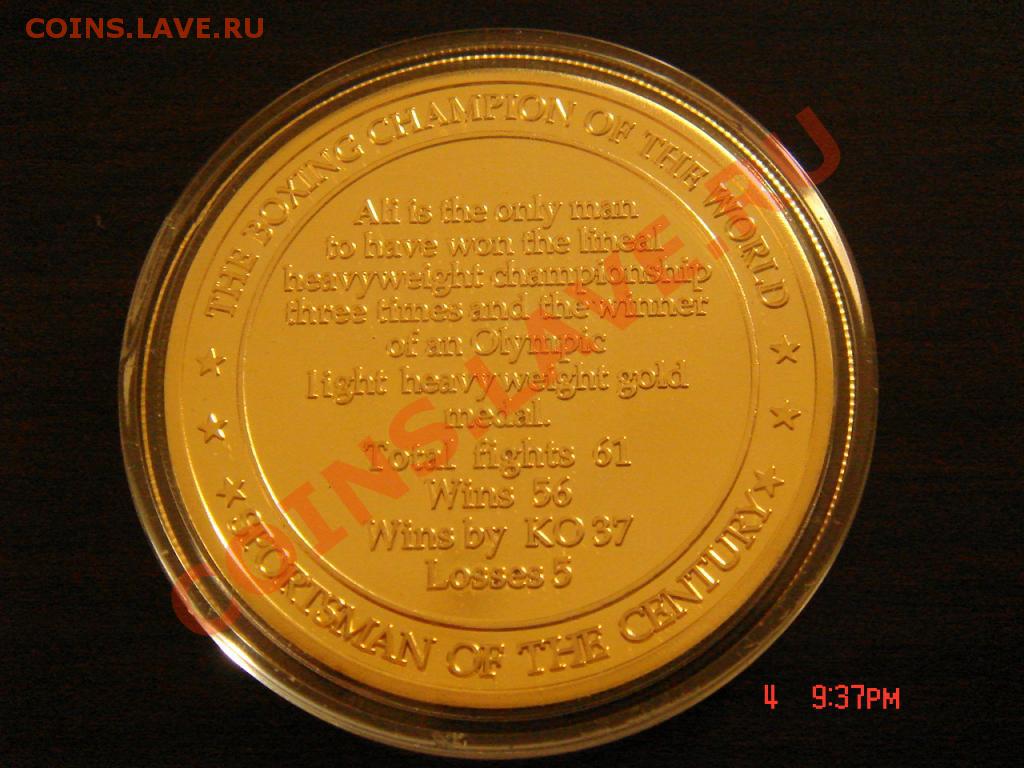 COINS.LAVE.RU
THE BOXING CHAMPION OF THE WORLD
Ali is the only man
to have won the lineal
heavyweight championship
three times and the winner
of an Olympic
light heavyweight gold
medal.
Total fights 61
Wins 56
Wins by KO 37
Losses 5
SPORTSMAN OF THE CENTURY
COINS.LAVE.RU
4 9:37PM